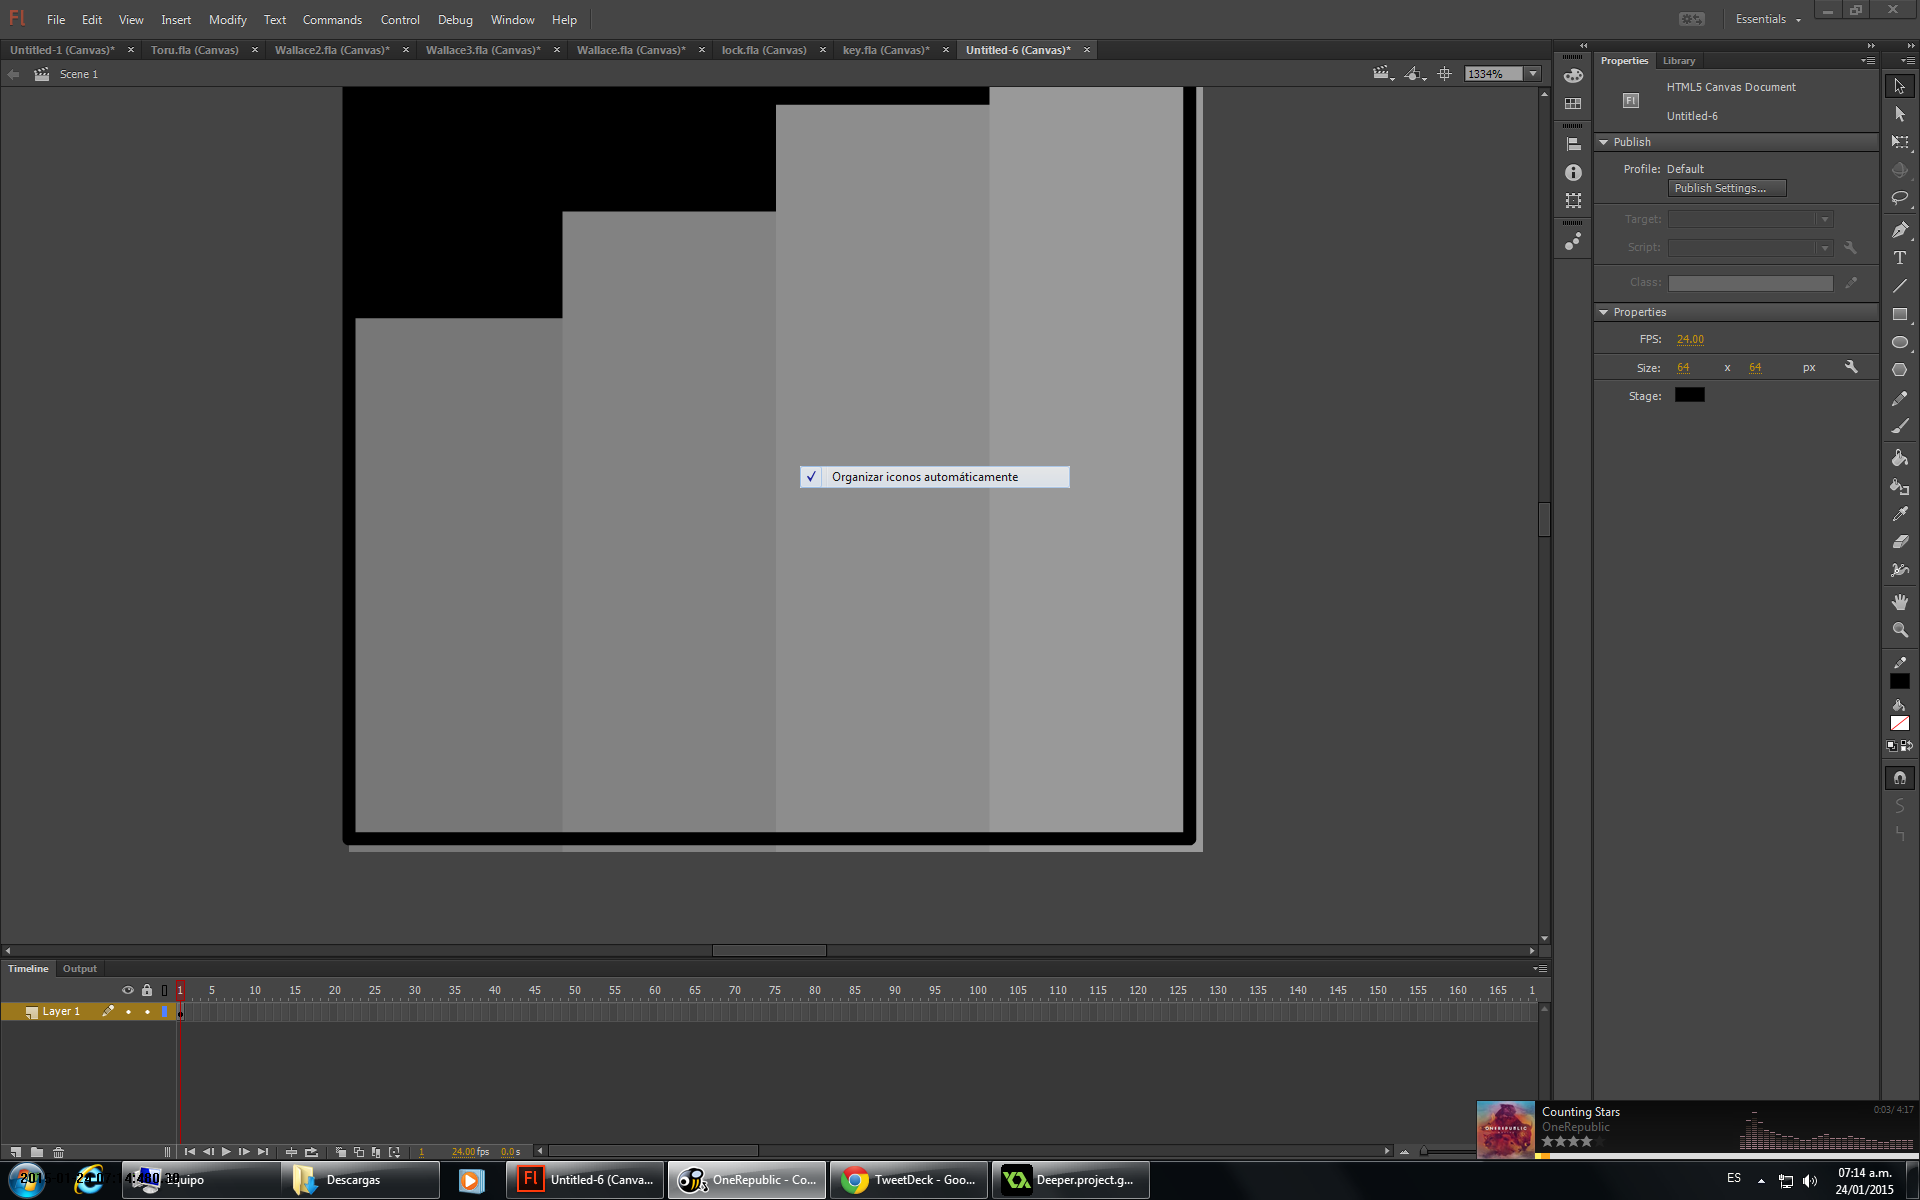 Fl File Edit View Insert Modify Text Commands Control Debug Window Help Essentials
Untitled-1 (Canvas)* Toru.fla (Canvas) Wallace2.fla (Canvas)* Wallace3.fla (Canvas)* Wallace.fla (Canvas)* lock.fla (Canvas) key.fla (Canvas)* Untitled-6 (Canvas)*
Scene 1
1334%
Properties Library
Fl
HTML5 Canvas Document
Untitled-6
Publish
Profile: Default
Publish Settings...
Target:
Script:
Class:
Properties
FPS: 24.00
Size: 64 x 64 px
Stage:
Organizar iconos automáticamente
Timeline Output
1 5 10 15 20 25 30 35 40 45 50 55 60 65 70 75 80 85 90 95 100 105 110 115 120 125 130 135 140 145 150 155 160 165 1
Layer 1
1 24.00 fps 0.0 s
Counting Stars
OneRepublic
0:03/ 4:17
ONEREPUBLIC
Equipo
Descargas
Fl Untitled-6 (Canva...
OneRepublic - Co...
TweetDeck - Goo...
Deeper.project.g...
ES
07:14 a.m.
24/01/2015